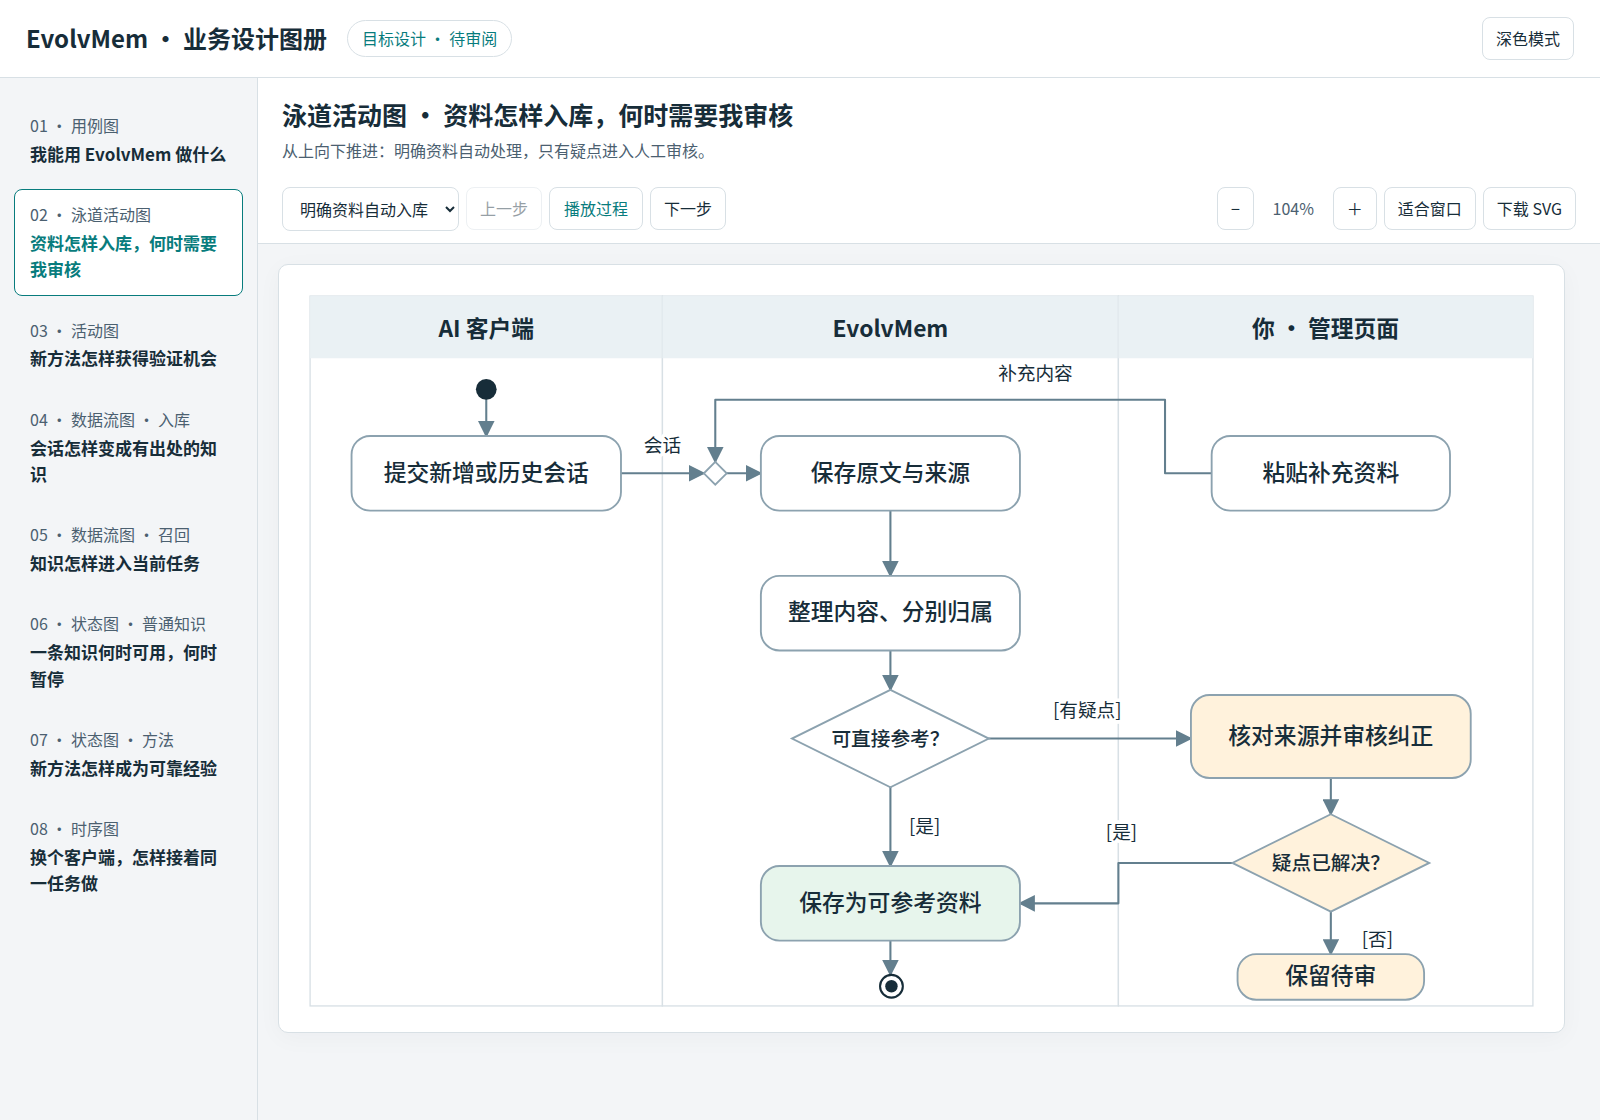 EvolvMem · 业务设计图册
目标设计 · 待审阅
深色模式
01 · 用例图
我能用 EvolvMem 做什么
02 · 泳道活动图
资料怎样入库，何时需要
我审核
03 · 活动图
新方法怎样获得验证机会
04 · 数据流图 · 入库
会话怎样变成有出处的知
识
05 · 数据流图 · 召回
知识怎样进入当前任务
06 · 状态图 · 普通知识
一条知识何时可用，何时
暂停
07 · 状态图 · 方法
新方法怎样成为可靠经验
08 · 时序图
换个客户端，怎样接着同
一任务做
泳道活动图 · 资料怎样入库，何时需要我审核
从上向下推进：明确资料自动处理，只有疑点进入人工审核。
明确资料自动入库
上一步
播放过程
下一步
−
104%
+
适合窗口
下载 SVG
AI 客户端
EvolvMem
你 · 管理页面
补充内容
会话
提交新增或历史会话
保存原文与来源
粘贴补充资料
整理内容、分别归属
[有疑点]
可直接参考？
核对来源并审核纠正
[是]
[是]
疑点已解决？
保存为可参考资料
[否]
保留待审